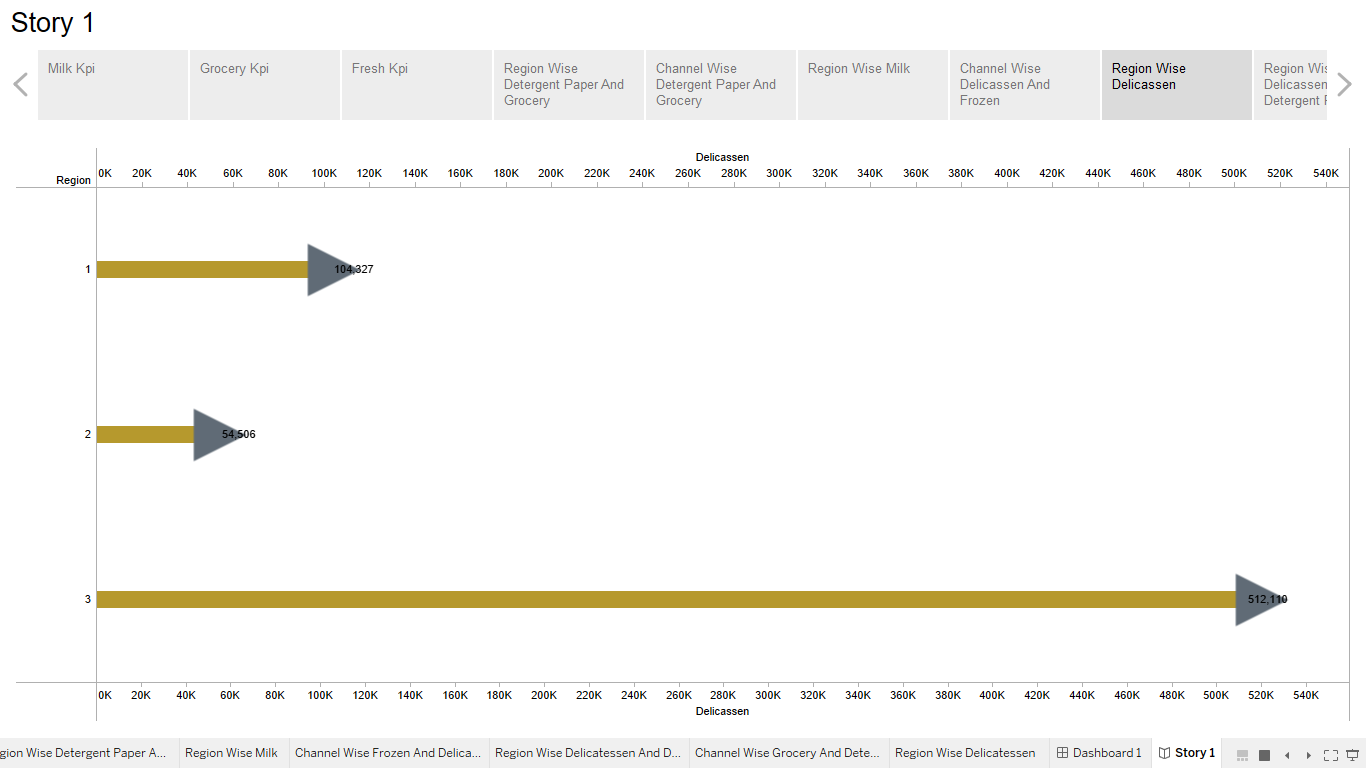 Story 1
Milk Kpi
Grocery Kpi
Fresh Kpi
Region Wise
Detergent Paper And
Grocery
Channel Wise
Detergent Paper And
Grocery
Region Wise Milk
Channel Wise
Delicassen And
Frozen
Region Wise
Delicassen
Region Wis
Delicassen
Detergent
Delicassen
Region
0K 20K 40K 60K 80K 100K 120K 140K 160K 180K 200K 220K 240K 260K 280K 300K 320K 340K 360K 380K 400K 420K 440K 460K 480K 500K 520K 540K
1 104,327
2 54,506
3 512,110
0K 20K 40K 60K 80K 100K 120K 140K 160K 180K 200K 220K 240K 260K 280K 300K 320K 340K 360K 380K 400K 420K 440K 460K 480K 500K 520K 540K
Delicassen
gion Wise Detergent Paper A... Region Wise Milk Channel Wise Frozen And Delica... Region Wise Delicatessen And D... Channel Wise Grocery And Dete... Region Wise Delicatessen Dashboard 1 Story 1